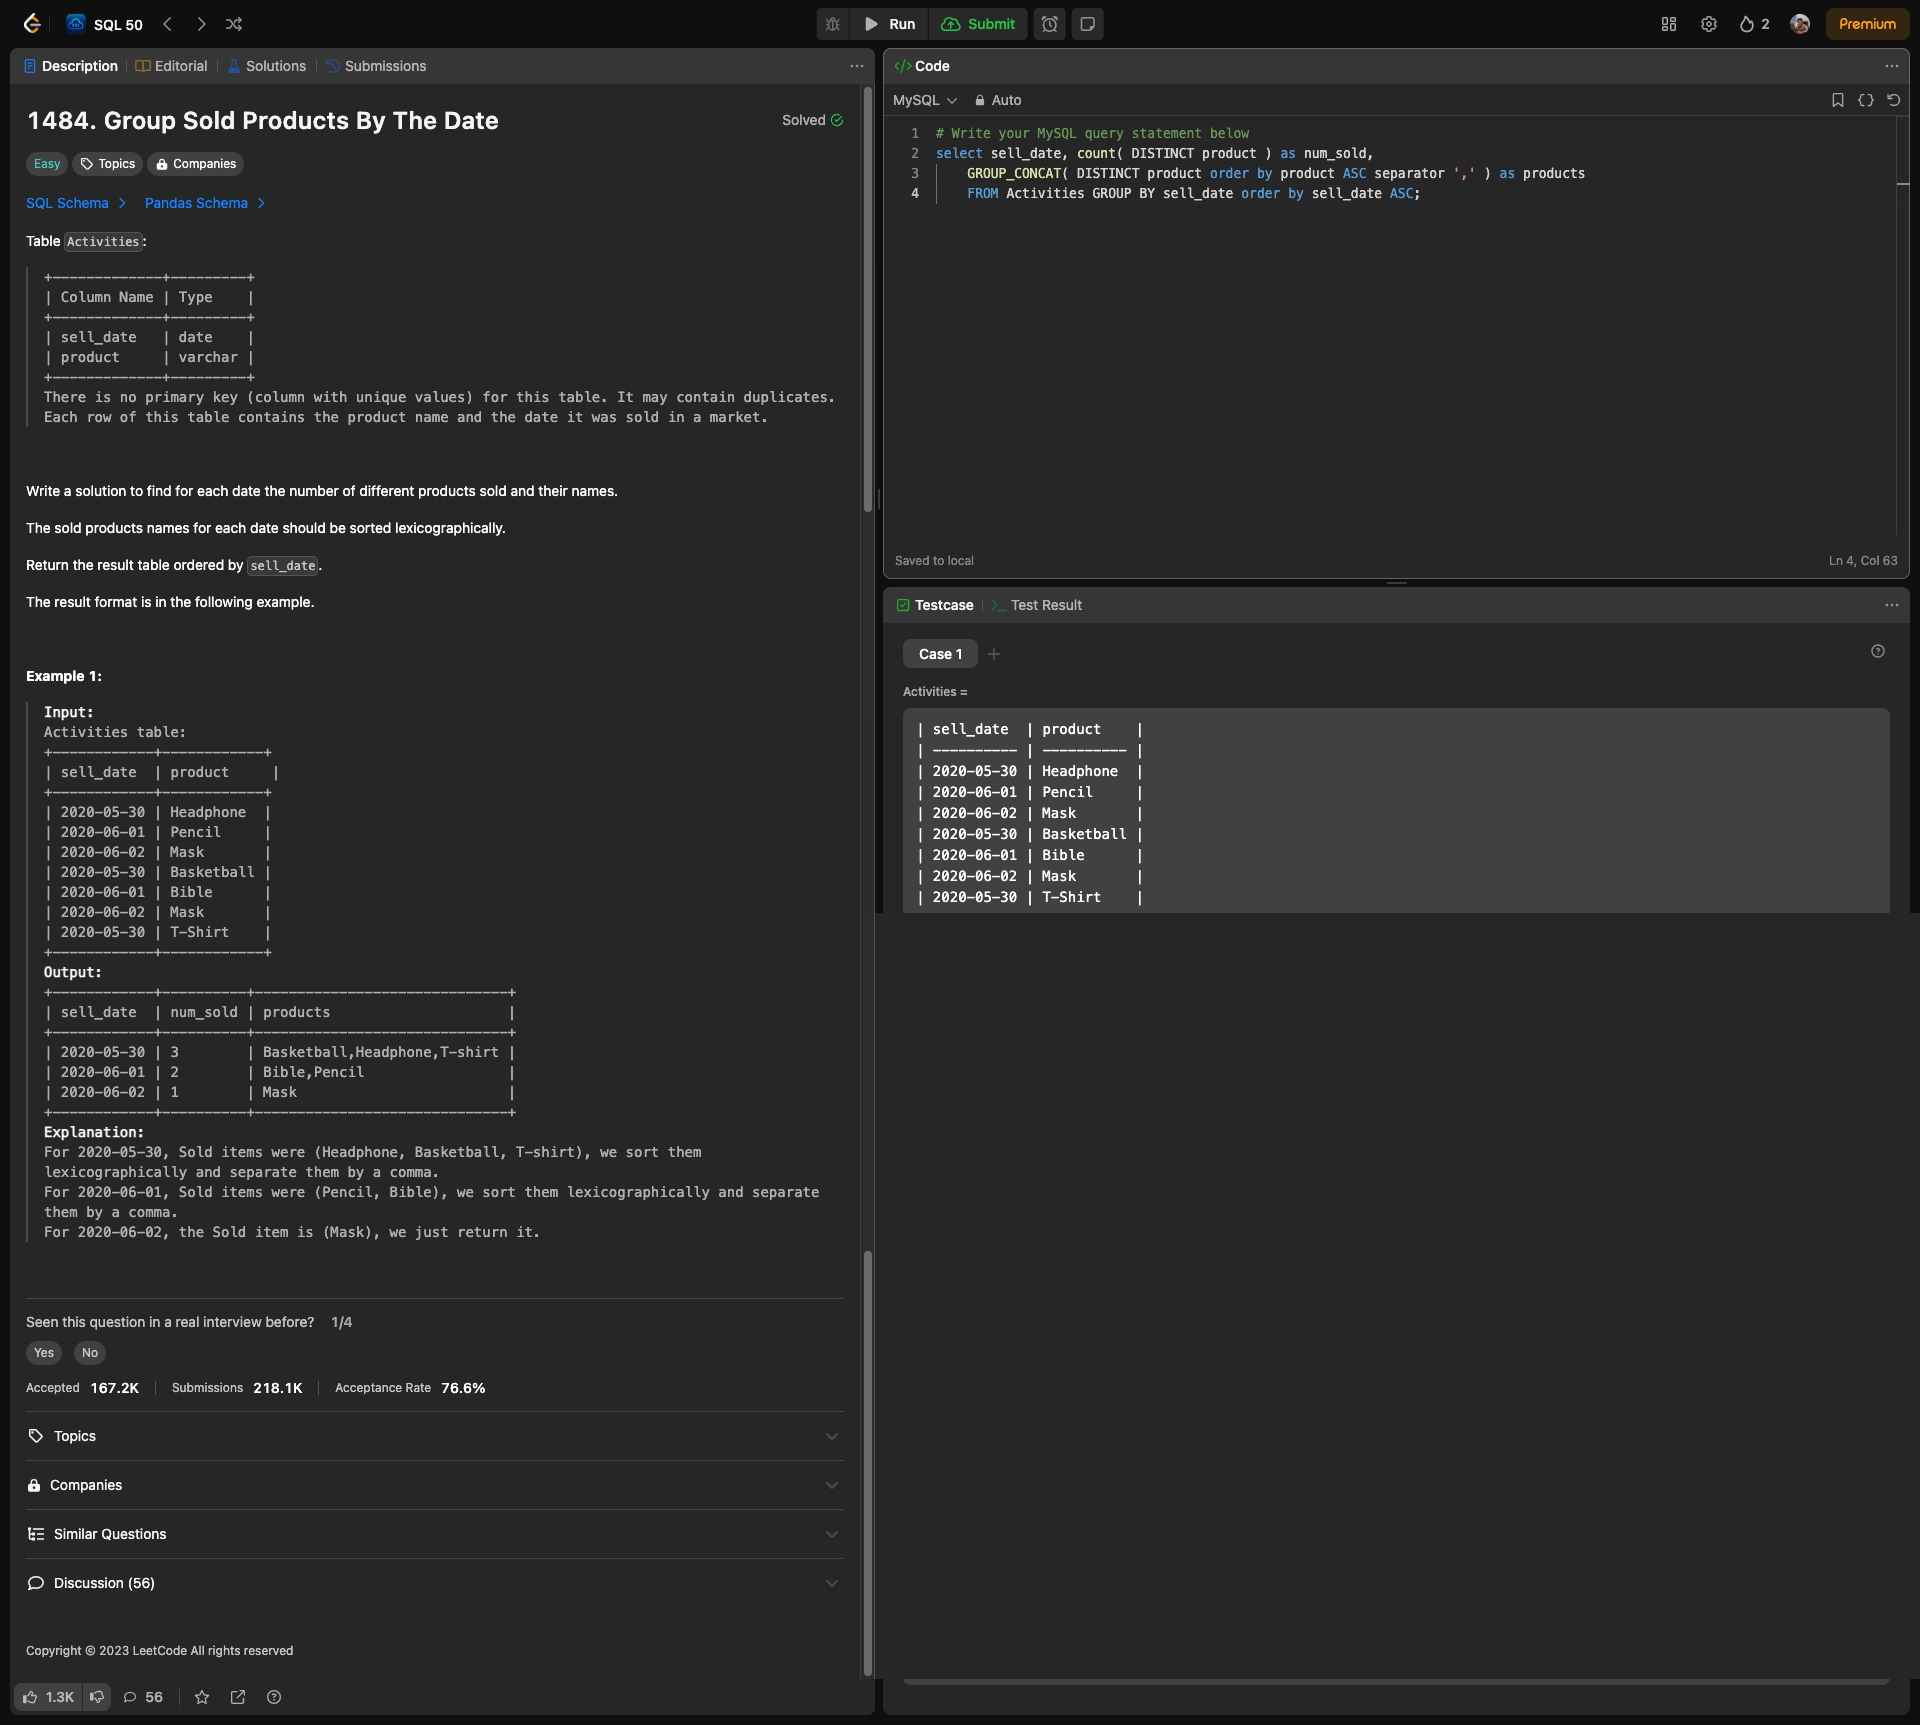 SQL 50
Run
Submit
2
Premium
Description
Editorial
Solutions
Submissions
1484. Group Sold Products By The Date
Solved
Easy
Topics
Companies
SQL Schema
Pandas Schema
Table Activities:
+-------------+---------+
| Column Name | Type    |
+-------------+---------+
| sell_date   | date    |
| product     | varchar |
+-------------+---------+
There is no primary key (column with unique values) for this table. It may contain duplicates.
Each row of this table contains the product name and the date it was sold in a market.
Write a solution to find for each date the number of different products sold and their names.
The sold products names for each date should be sorted lexicographically.
Return the result table ordered by sell_date.
The result format is in the following example.
Example 1:
Input:
Activities table:
+------------+------------+
| sell_date  | product     |
+------------+------------+
| 2020-05-30 | Headphone  |
| 2020-06-01 | Pencil     |
| 2020-06-02 | Mask       |
| 2020-05-30 | Basketball |
| 2020-06-01 | Bible      |
| 2020-06-02 | Mask       |
| 2020-05-30 | T-Shirt    |
+------------+------------+
Output:
+------------+----------+------------------------------+
| sell_date  | num_sold | products                     |
+------------+----------+------------------------------+
| 2020-05-30 | 3        | Basketball,Headphone,T-shirt |
| 2020-06-01 | 2        | Bible,Pencil                 |
| 2020-06-02 | 1        | Mask                         |
+------------+----------+------------------------------+
Explanation:
For 2020-05-30, Sold items were (Headphone, Basketball, T-shirt), we sort them
lexicographically and separate them by a comma.
For 2020-06-01, Sold items were (Pencil, Bible), we sort them lexicographically and separate
them by a comma.
For 2020-06-02, the Sold item is (Mask), we just return it.
Seen this question in a real interview before? 1/4
Yes No
Accepted 167.2K | Submissions 218.1K | Acceptance Rate 76.6%
Topics
Companies
Similar Questions
Discussion (56)
Copyright © 2023 LeetCode All rights reserved
1.3K
56
</> Code
MySQL
Auto
1 # Write your MySQL query statement below
2 select sell_date, count( DISTINCT product ) as num_sold,
3     GROUP_CONCAT( DISTINCT product order by product ASC separator ',' ) as products
4     FROM Activities GROUP BY sell_date order by sell_date ASC;
Saved to local
Ln 4, Col 63
Testcase
>_ Test Result
Case 1
+
Activities =
| sell_date  | product    |
| ---------- | ---------- |
| 2020-05-30 | Headphone  |
| 2020-06-01 | Pencil     |
| 2020-06-02 | Mask       |
| 2020-05-30 | Basketball |
| 2020-06-01 | Bible      |
| 2020-06-02 | Mask       |
| 2020-05-30 | T-Shirt    |